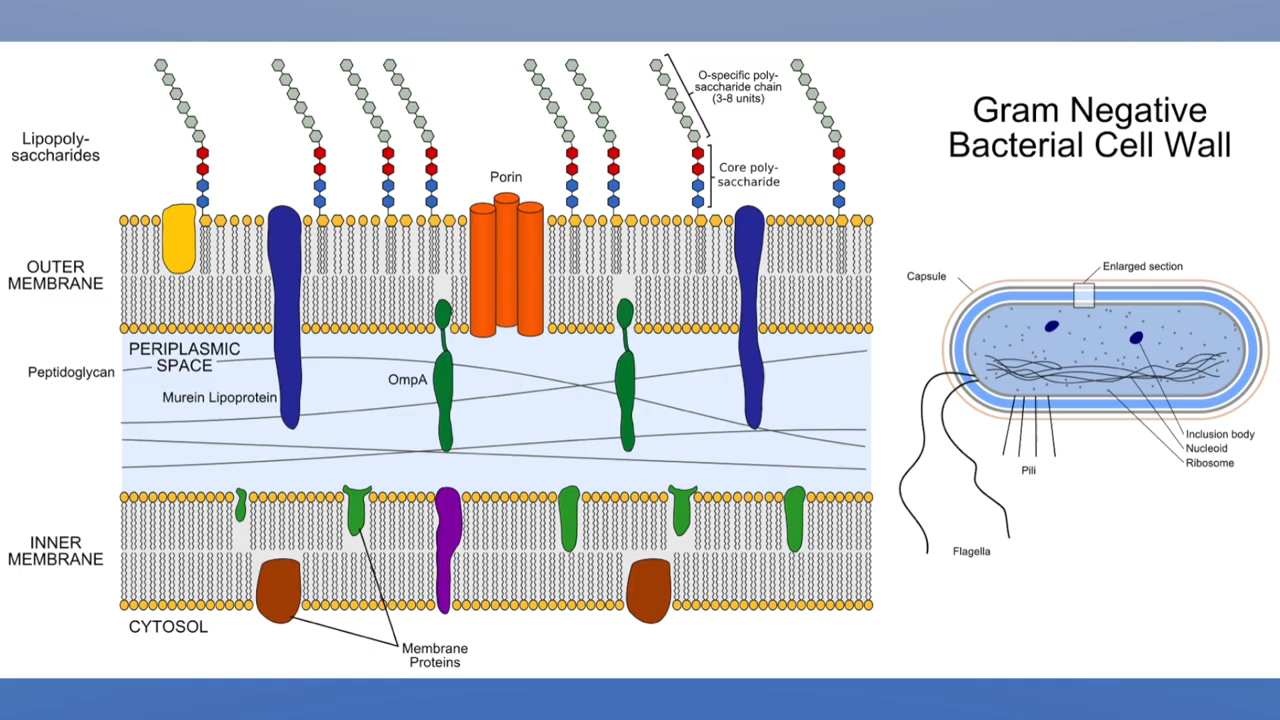 Gram Negative
Bacterial Cell Wall
Lipopoly-
saccharides
O-specific poly-
saccharide chain
(3-8 units)
Core poly-
saccharide
Porin
OUTER
MEMBRANE
PERIPLASMIC
SPACE
Peptidoglycan
Murein Lipoprotein
OmpA
INNER
MEMBRANE
CYTOSOL
Membrane
Proteins
Capsule
Enlarged section
Inclusion body
Nucleoid
Ribosome
Pili
Flagella